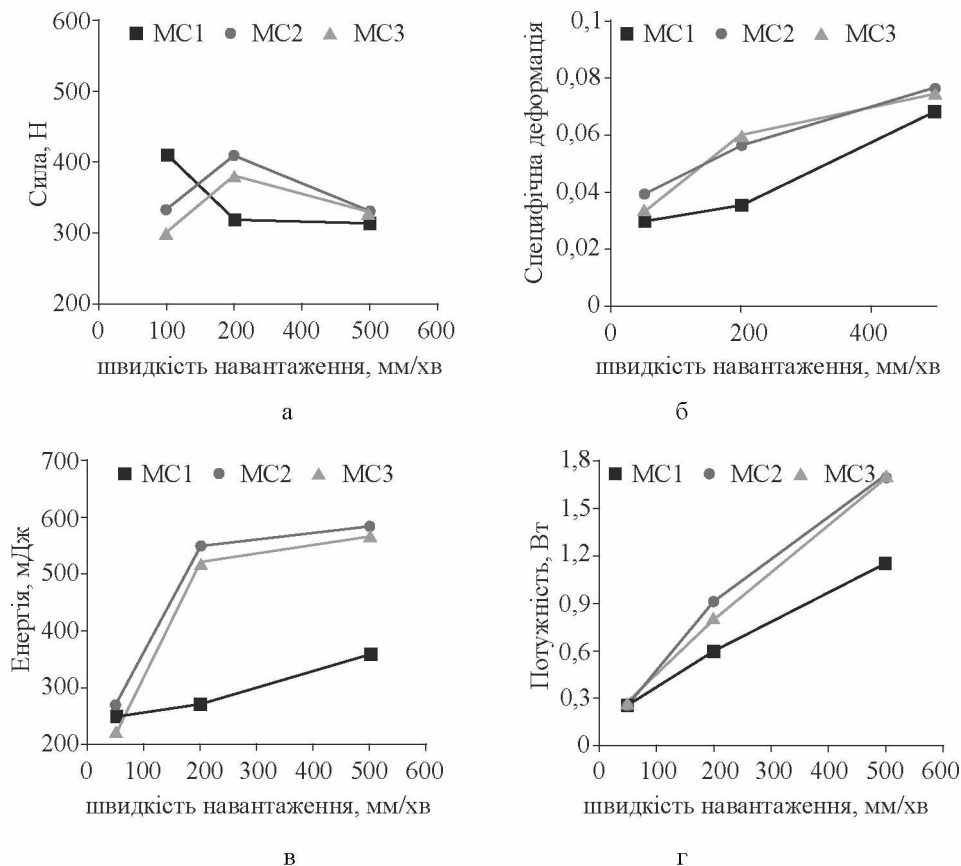 600
500
400
300
200
Сила, Н
МС1 МС2 МС3
0 100 200 400 500 600
швидкість навантаження, мм/хв
а
0,1
0,08
0,06
0,04
0,02
0
Специфічна деформація
МС1 МС2 МС3
200 400
швидкість навантаження, мм/хв
б
700
600
500
400
300
200
Енергія, мДж
МС1 МС2 МС3
0 100 200 300 400 500 600
швидкість навантаження, мм/хв
в
1,8
1,5
1,2
0,9
0,6
0,3
0
Потужність, Вт
МС1 МС2 МС3
0 100 200 300 400 500 600
швидкість навантаження, мм/хв
г